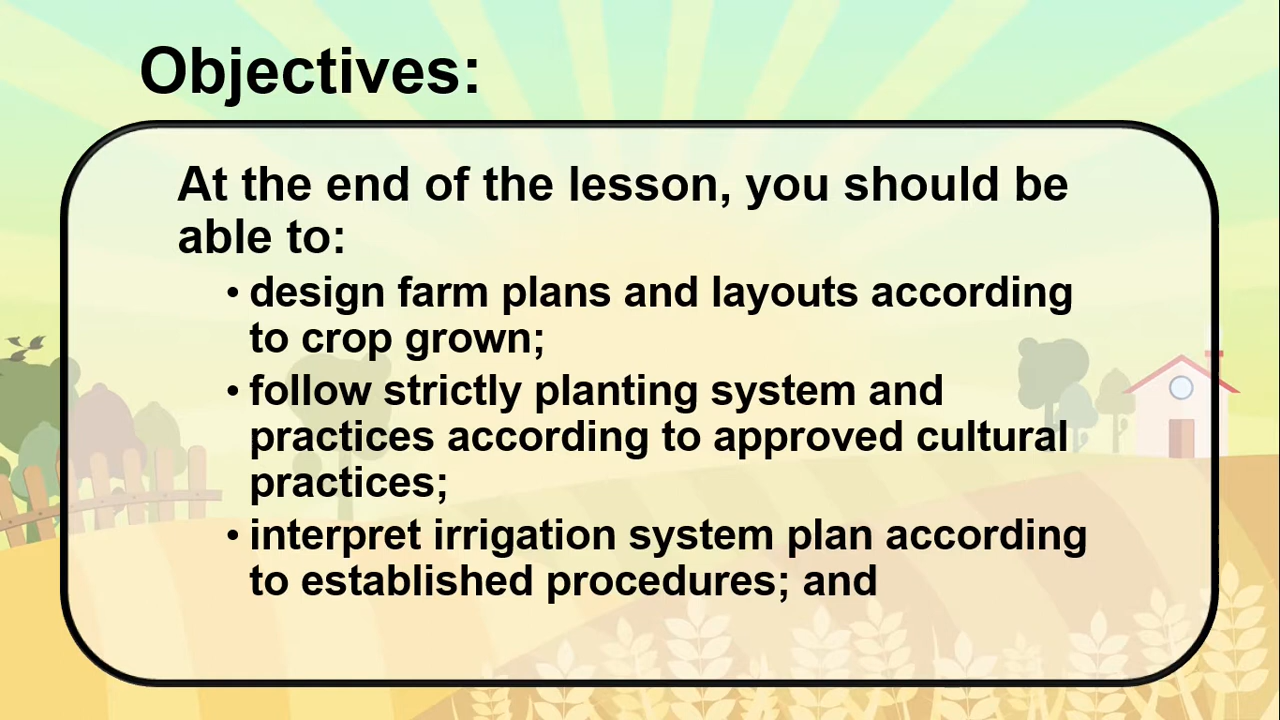 Objectives:
At the end of the lesson, you should be
able to:
• design farm plans and layouts according
to crop grown;
• follow strictly planting system and
practices according to approved cultural
practices;
• interpret irrigation system plan according
to established procedures; and